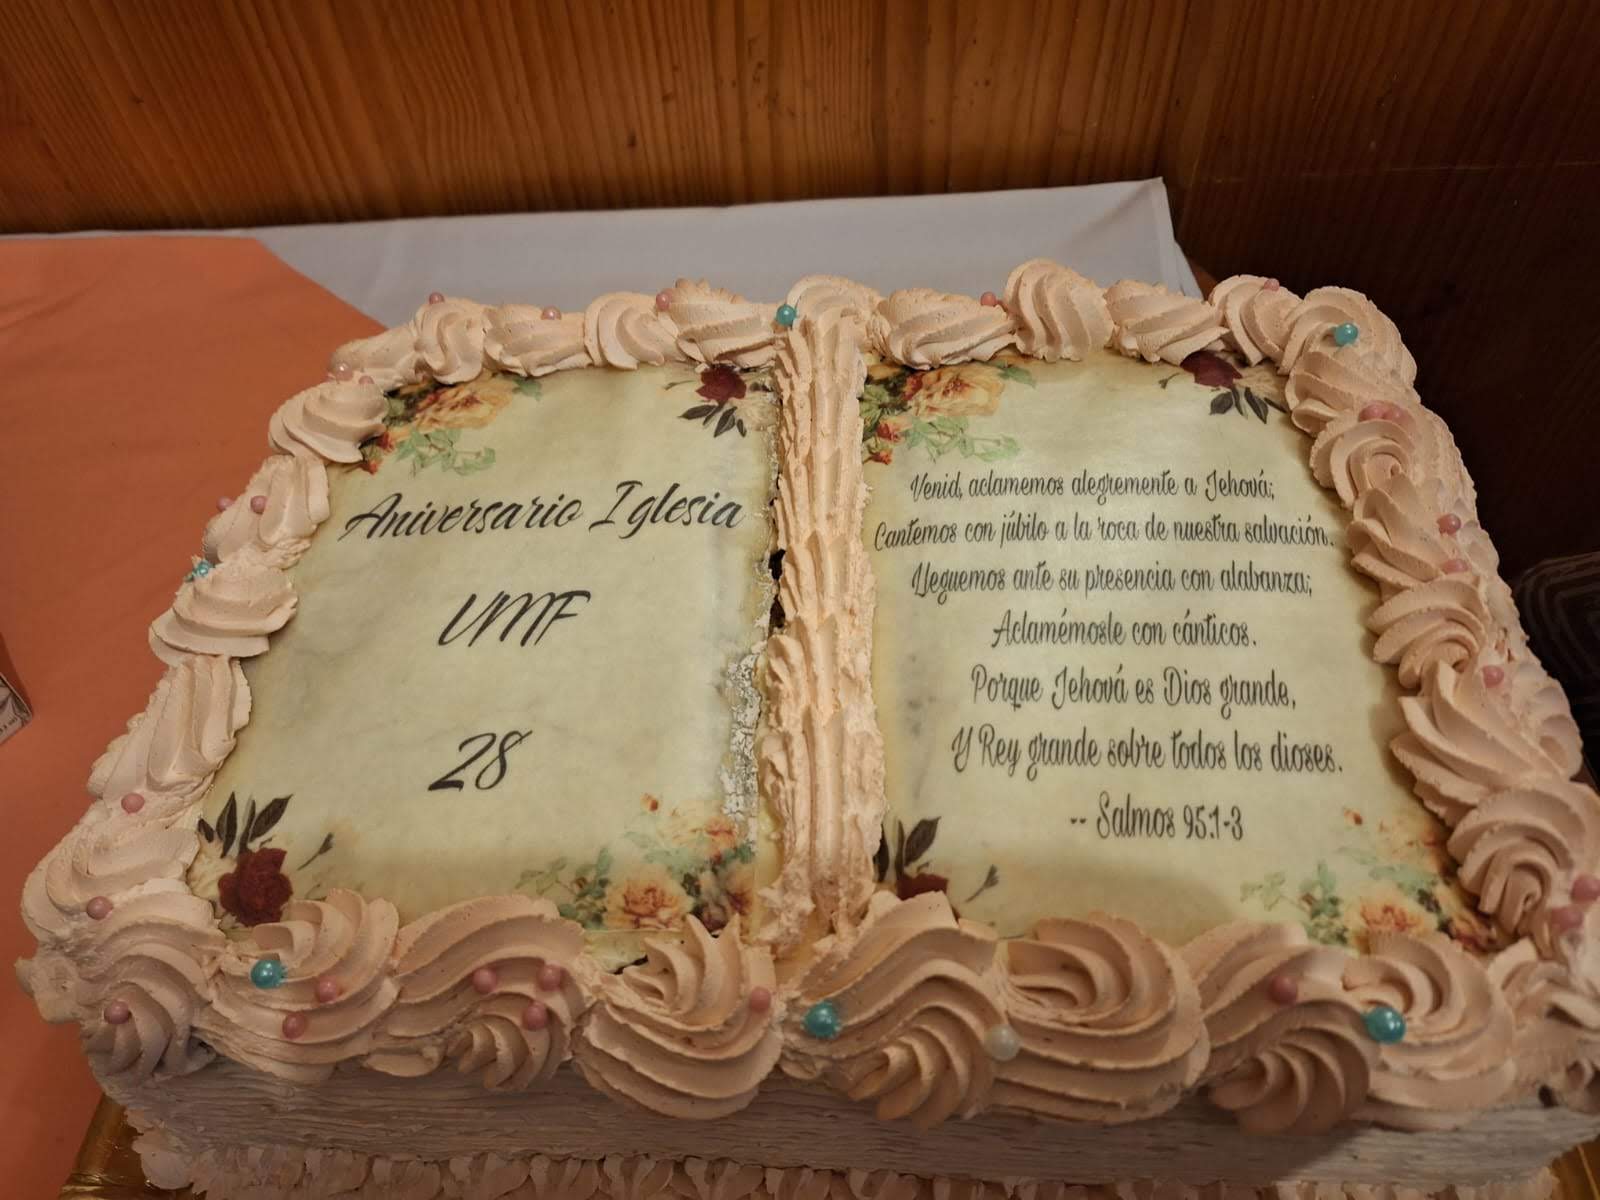 Aniversario Iglesia
UMF
28
Venid, aclamemos alegremente a Jehová;
Cantemos con júbilo a la roca de nuestra salvación.
Lleguemos ante su presencia con alabanza;
Aclamémosle con cánticos.
Porque Jehová es Dios grande,
Y Rey grande sobre todos los dioses.
-- Salmos 95:1-3